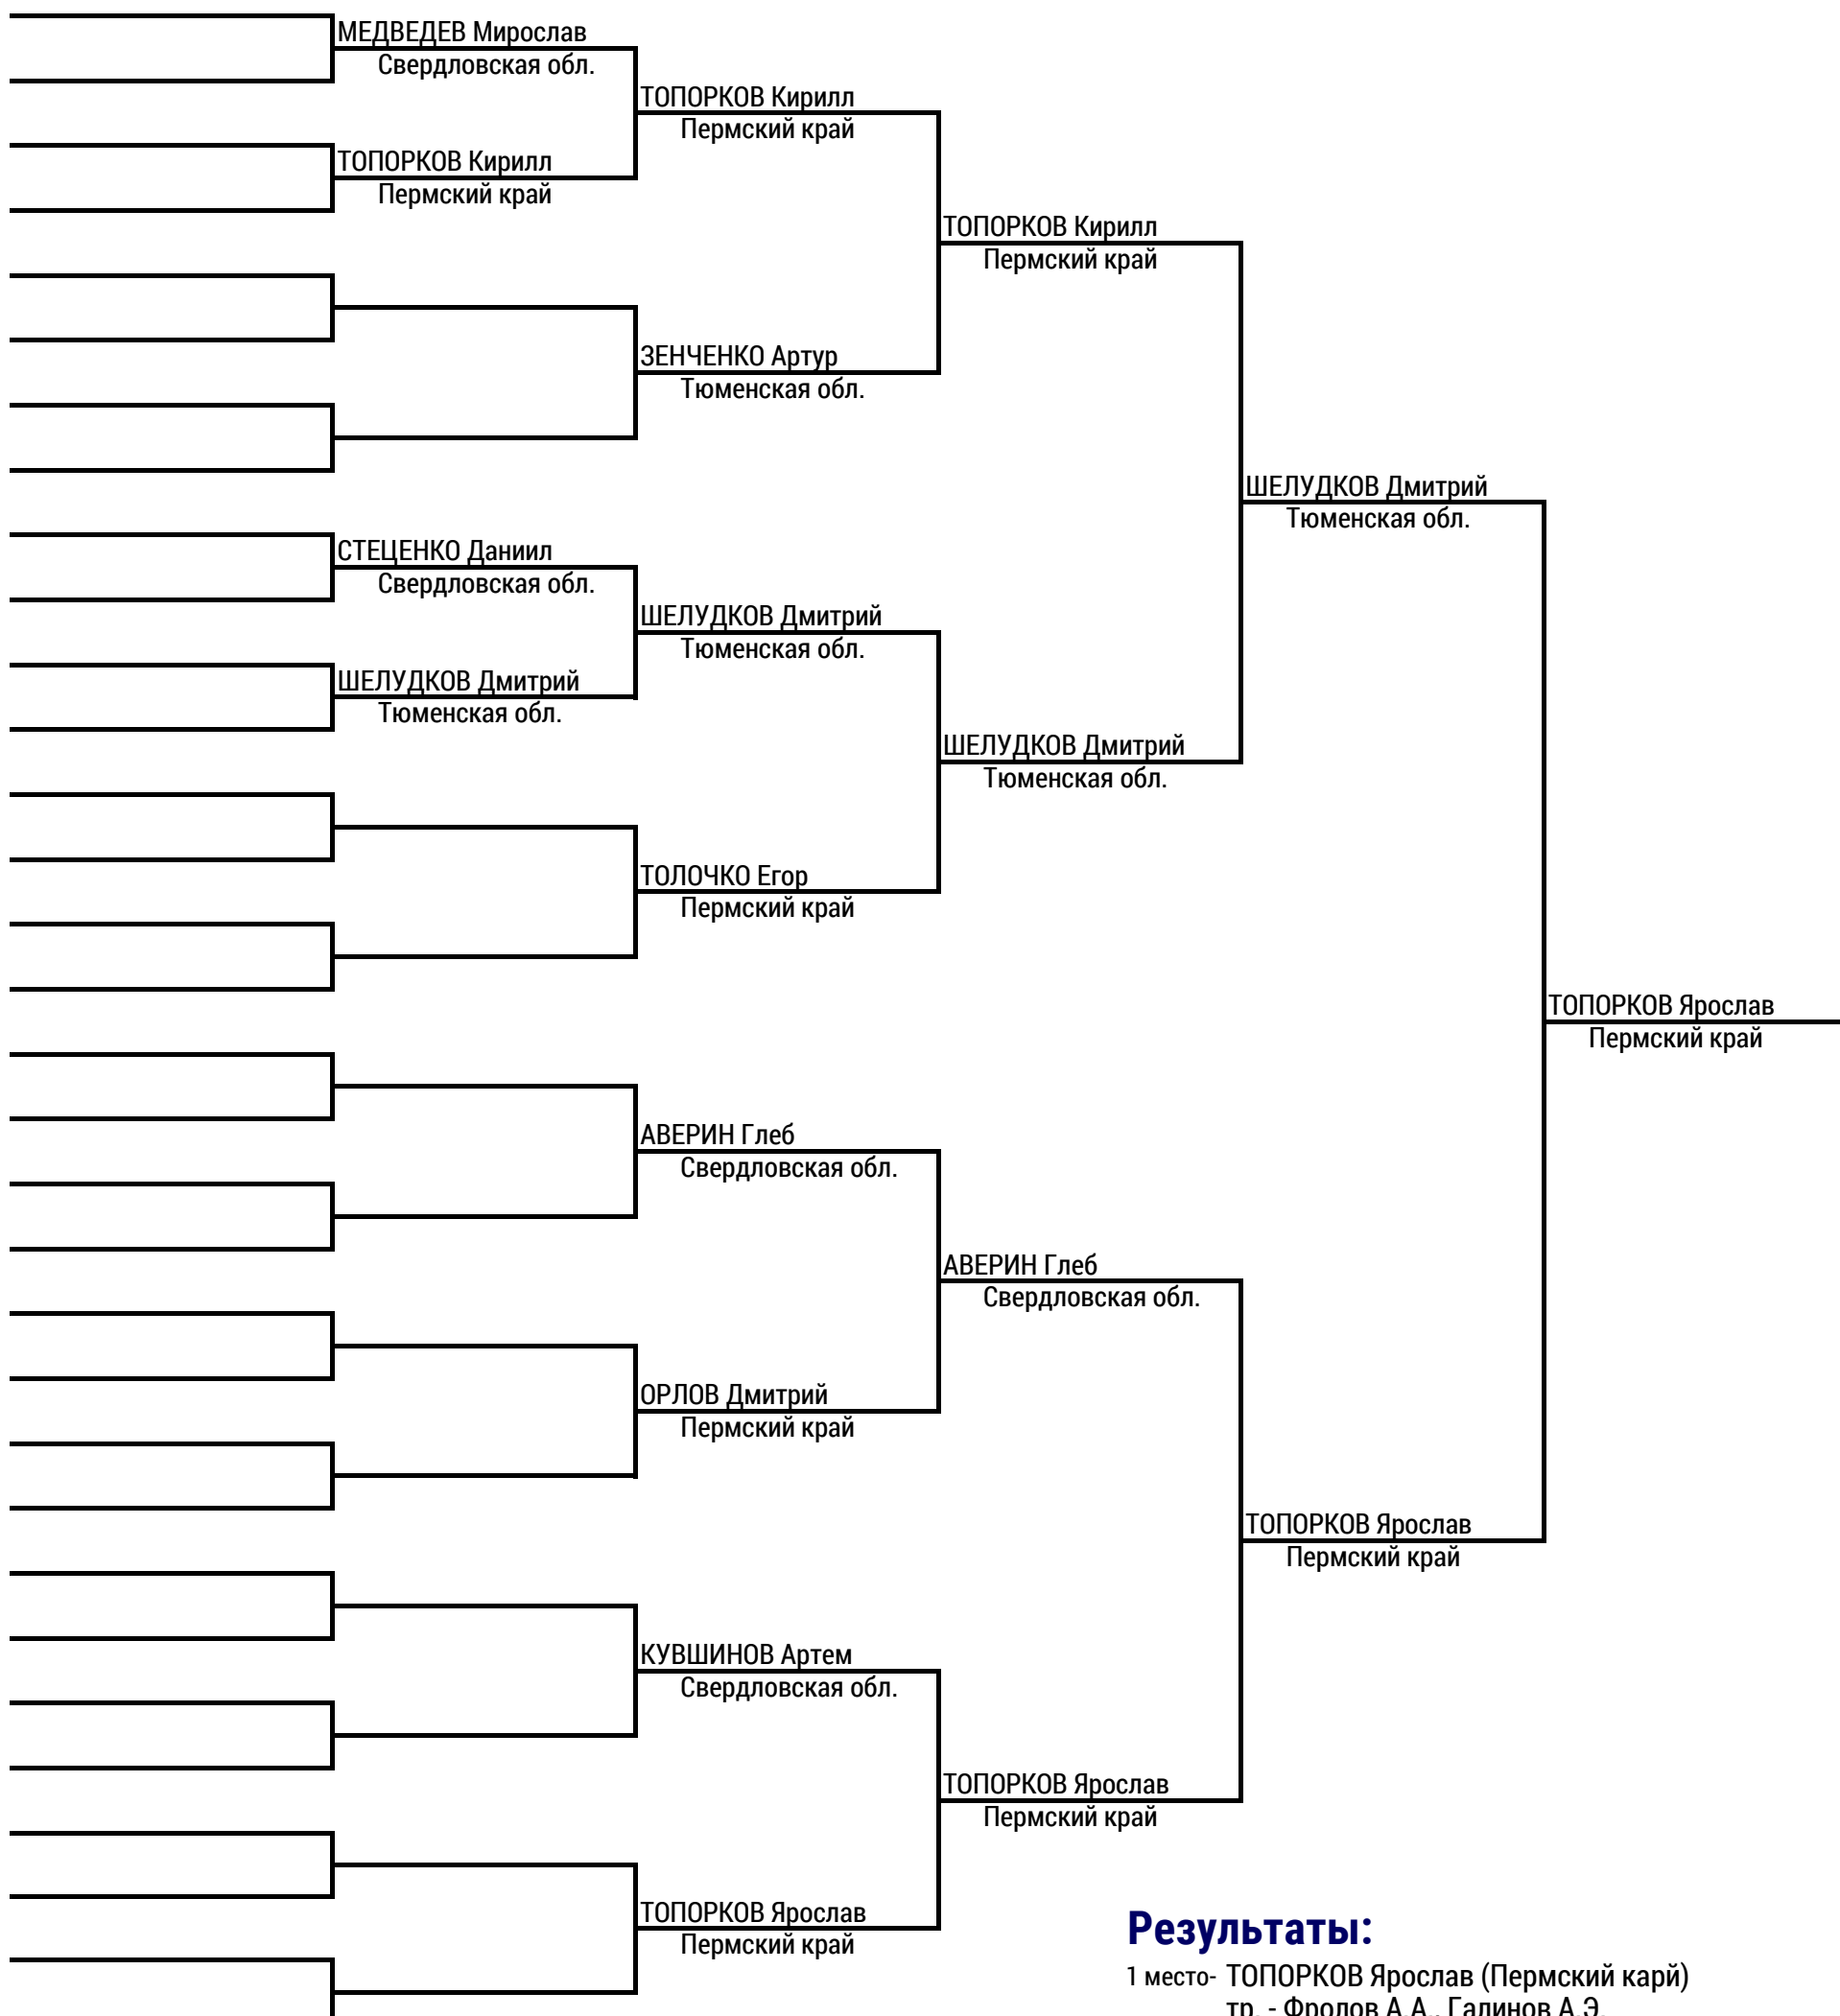 МЕДВЕДЕВ Мирослав
Свердловская обл.
ТОПОРКОВ Кирилл
Пермский край
ТОПОРКОВ Кирилл
Пермский край
ТОПОРКОВ Кирилл
Пермский край
ЗЕНЧЕНКО Артур
Тюменская обл.
ШЕЛУДКОВ Дмитрий
Тюменская обл.
СТЕЦЕНКО Даниил
Свердловская обл.
ШЕЛУДКОВ Дмитрий
Тюменская обл.
ШЕЛУДКОВ Дмитрий
Тюменская обл.
ШЕЛУДКОВ Дмитрий
Тюменская обл.
ТОЛОЧКО Егор
Пермский край
ТОПОРКОВ Ярослав
Пермский край
АВЕРИН Глеб
Свердловская обл.
АВЕРИН Глеб
Свердловская обл.
ОРЛОВ Дмитрий
Пермский край
ТОПОРКОВ Ярослав
Пермский край
КУВШИНОВ Артем
Свердловская обл.
ТОПОРКОВ Ярослав
Пермский край
ТОПОРКОВ Ярослав
Пермский край
Результаты:
1 место- ТОПОРКОВ Ярослав (Пермский карй)
тр. - Фролов А.А., Галинов А.Э.